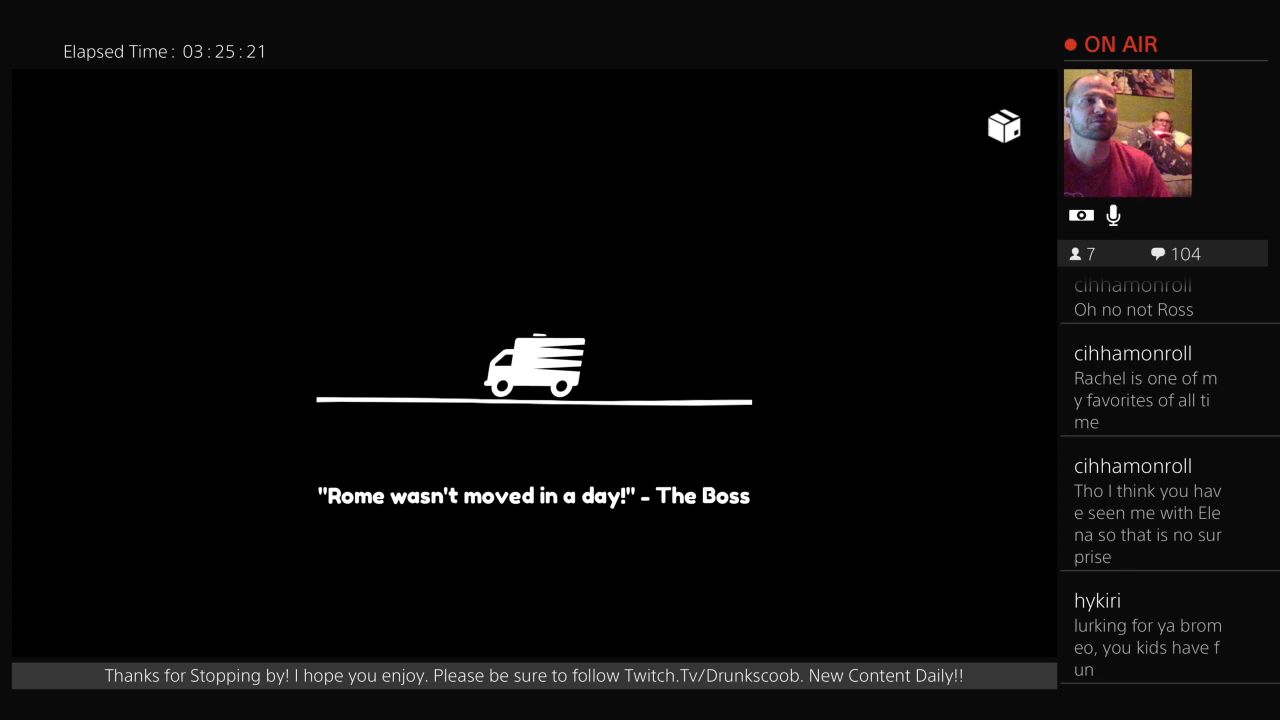 Elapsed Time : 03 : 25 : 21
ON AIR
7
104
cihhamonroll
Oh no not Ross
cihhamonroll
Rachel is one of m
y favorites of all ti
me
cihhamonroll
Tho I think you hav
e seen me with Ele
na so that is no sur
prise
hykiri
lurking for ya brom
eo, you kids have f
un
"Rome wasn't moved in a day!" - The Boss
Thanks for Stopping by! I hope you enjoy. Please be sure to follow Twitch.Tv/Drunkscoob. New Content Daily!!